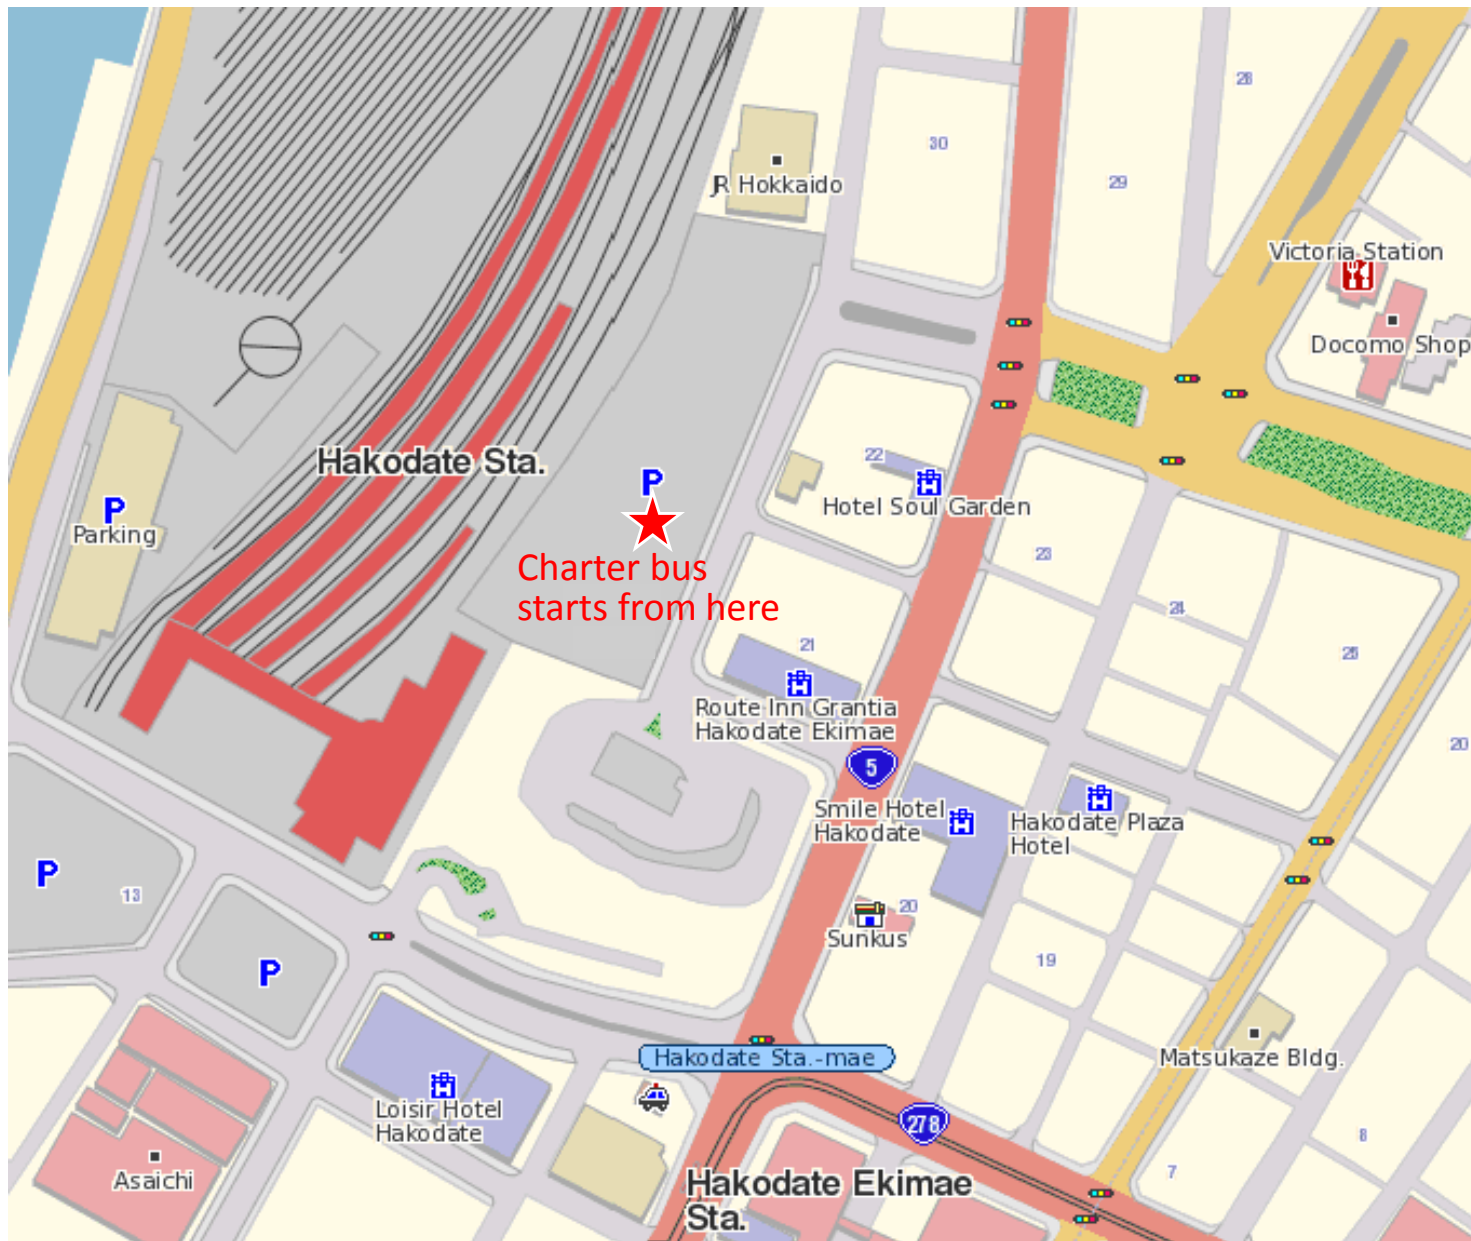 28
30
JR Hokkaido
29
Victoria Station
Docomo Shop
Hakodate Sta.
22
P
P
Hotel Soul Garden
Parking
23
Charter bus
starts from here
24
21
25
Route Inn Grantia
Hakodate Ekimae
20
5
Smile Hotel
Hakodate
Hakodate Plaza
Hotel
P
13
20
Sunkus
19
P
Hakodate Sta.-mae
Matsukaze Bldg.
Loisir Hotel
Hakodate
278
8
Asaichi
7
Hakodate Ekimae
Sta.